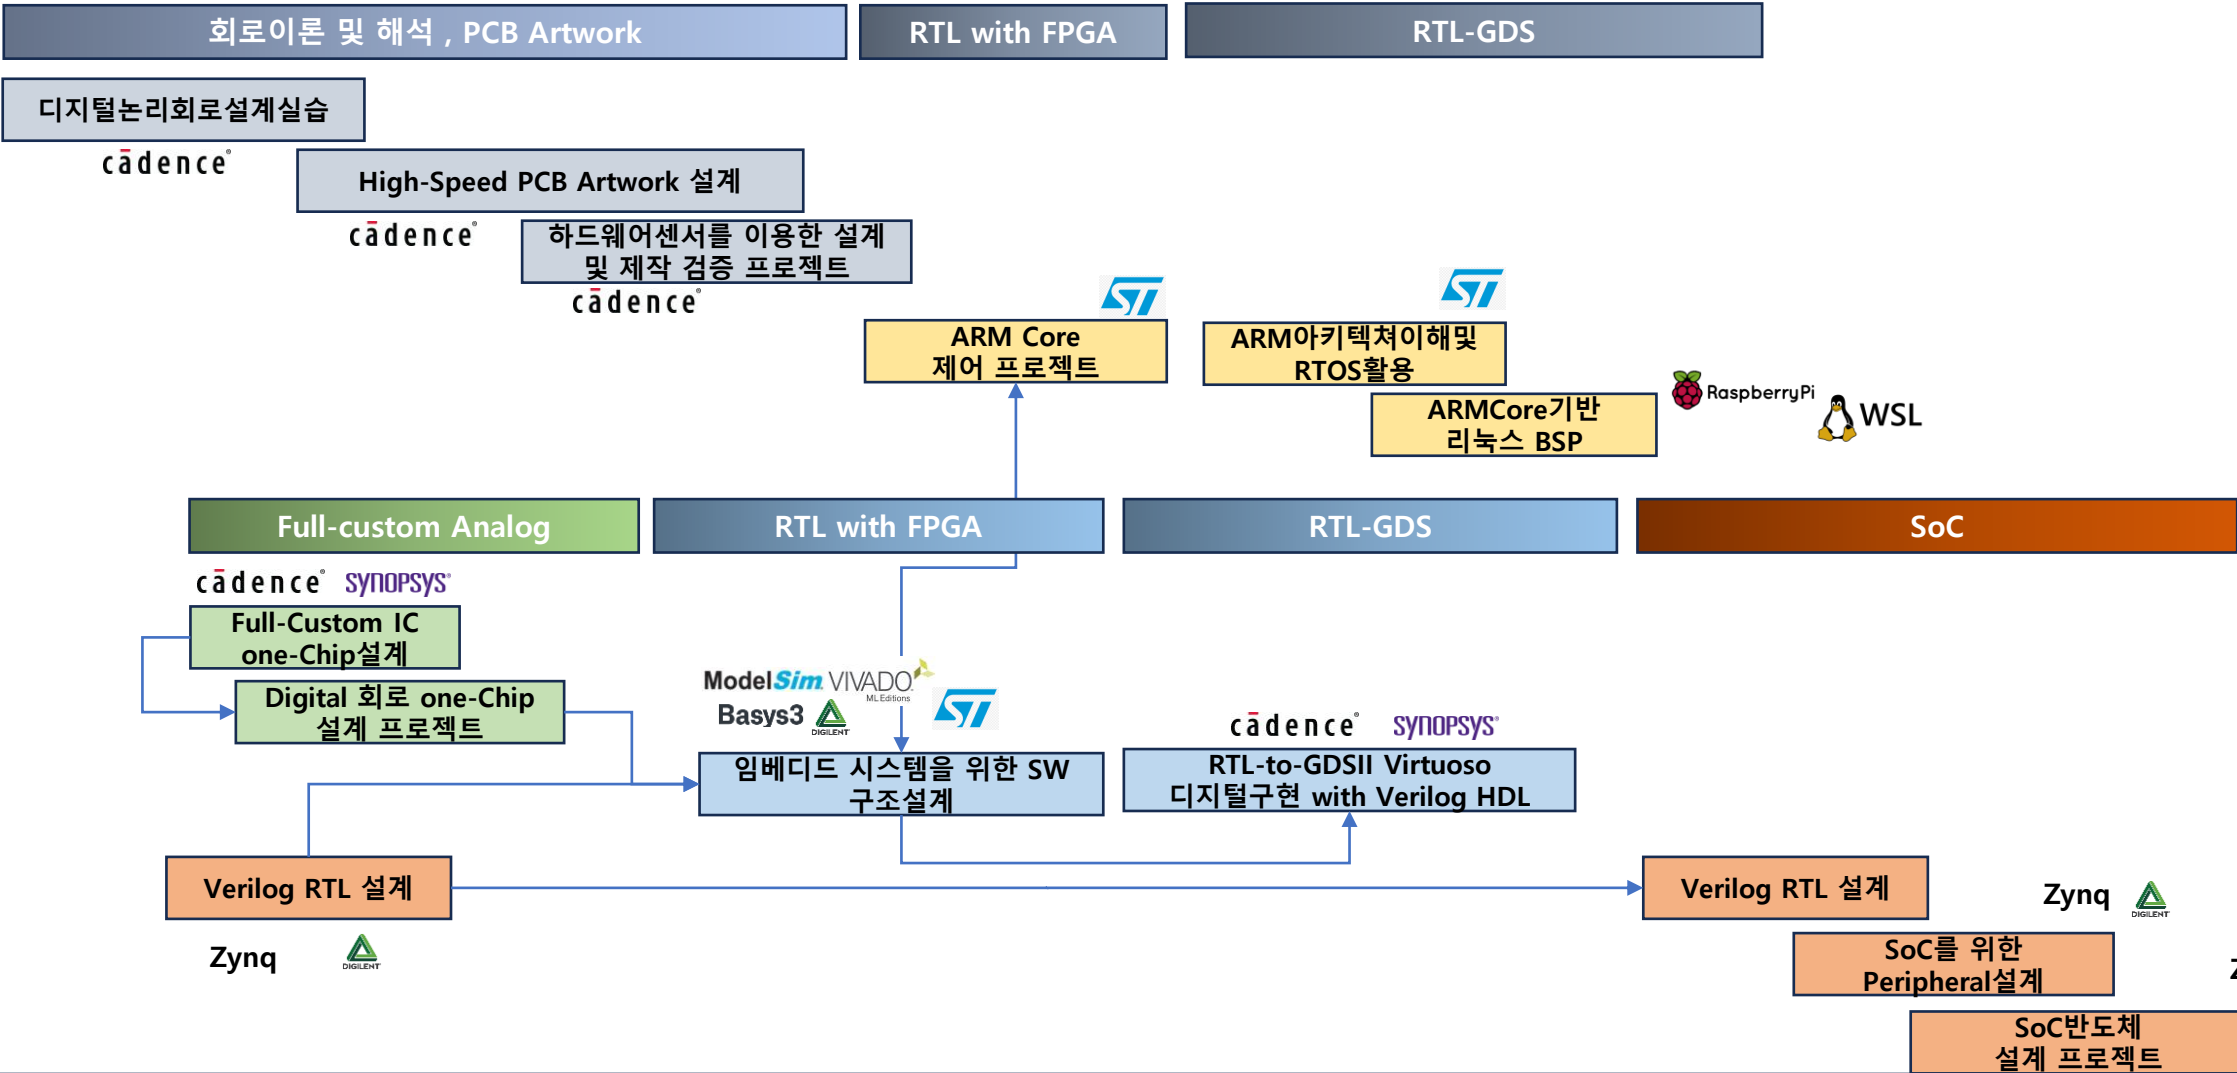 회로이론 및 해석 , PCB Artwork
RTL with FPGA
RTL-GDS
디지털논리회로설계실습
cādence®
High-Speed PCB Artwork 설계
cādence®
하드웨어센서를 이용한 설계
및 제작 검증 프로젝트
cādence®
ST
ARM Core
제어 프로젝트
ST
ARM아키텍쳐이해및
RTOS활용
ARMCore기반
리눅스 BSP
RaspberryPi
WSL
Full-custom Analog
RTL with FPGA
RTL-GDS
SoC
cādence® SYNOPSYS®
Full-Custom IC
one-Chip설계
Digital 회로 one-Chip
설계 프로젝트
ModelSim VIVADO
ML Editions
Basys3
DIGILENT
ST
임베디드 시스템을 위한 SW
구조설계
cādence® SYNOPSYS®
RTL-to-GDSII Virtuoso
디지털구현 with Verilog HDL
Verilog RTL 설계
Zynq
DIGILENT
Verilog RTL 설계
Zynq
DIGILENT
SoC를 위한
Peripheral설계
SoC반도체
설계 프로젝트